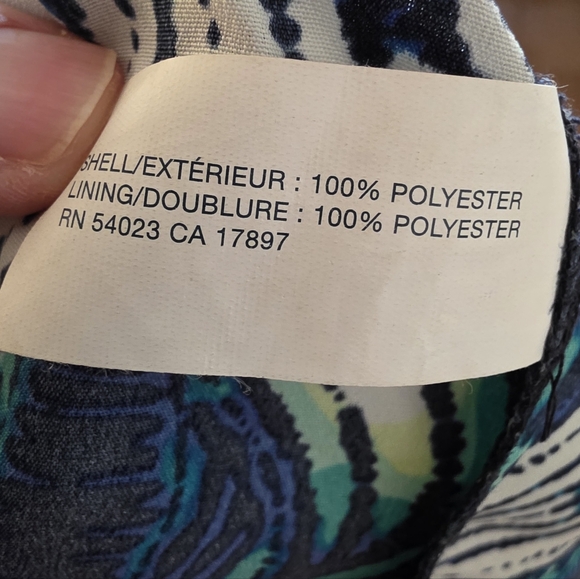 SHELL/EXTÉRIEUR : 100% POLYESTER
LINING/DOUBLURE : 100% POLYESTER
RN 54023 CA 17897